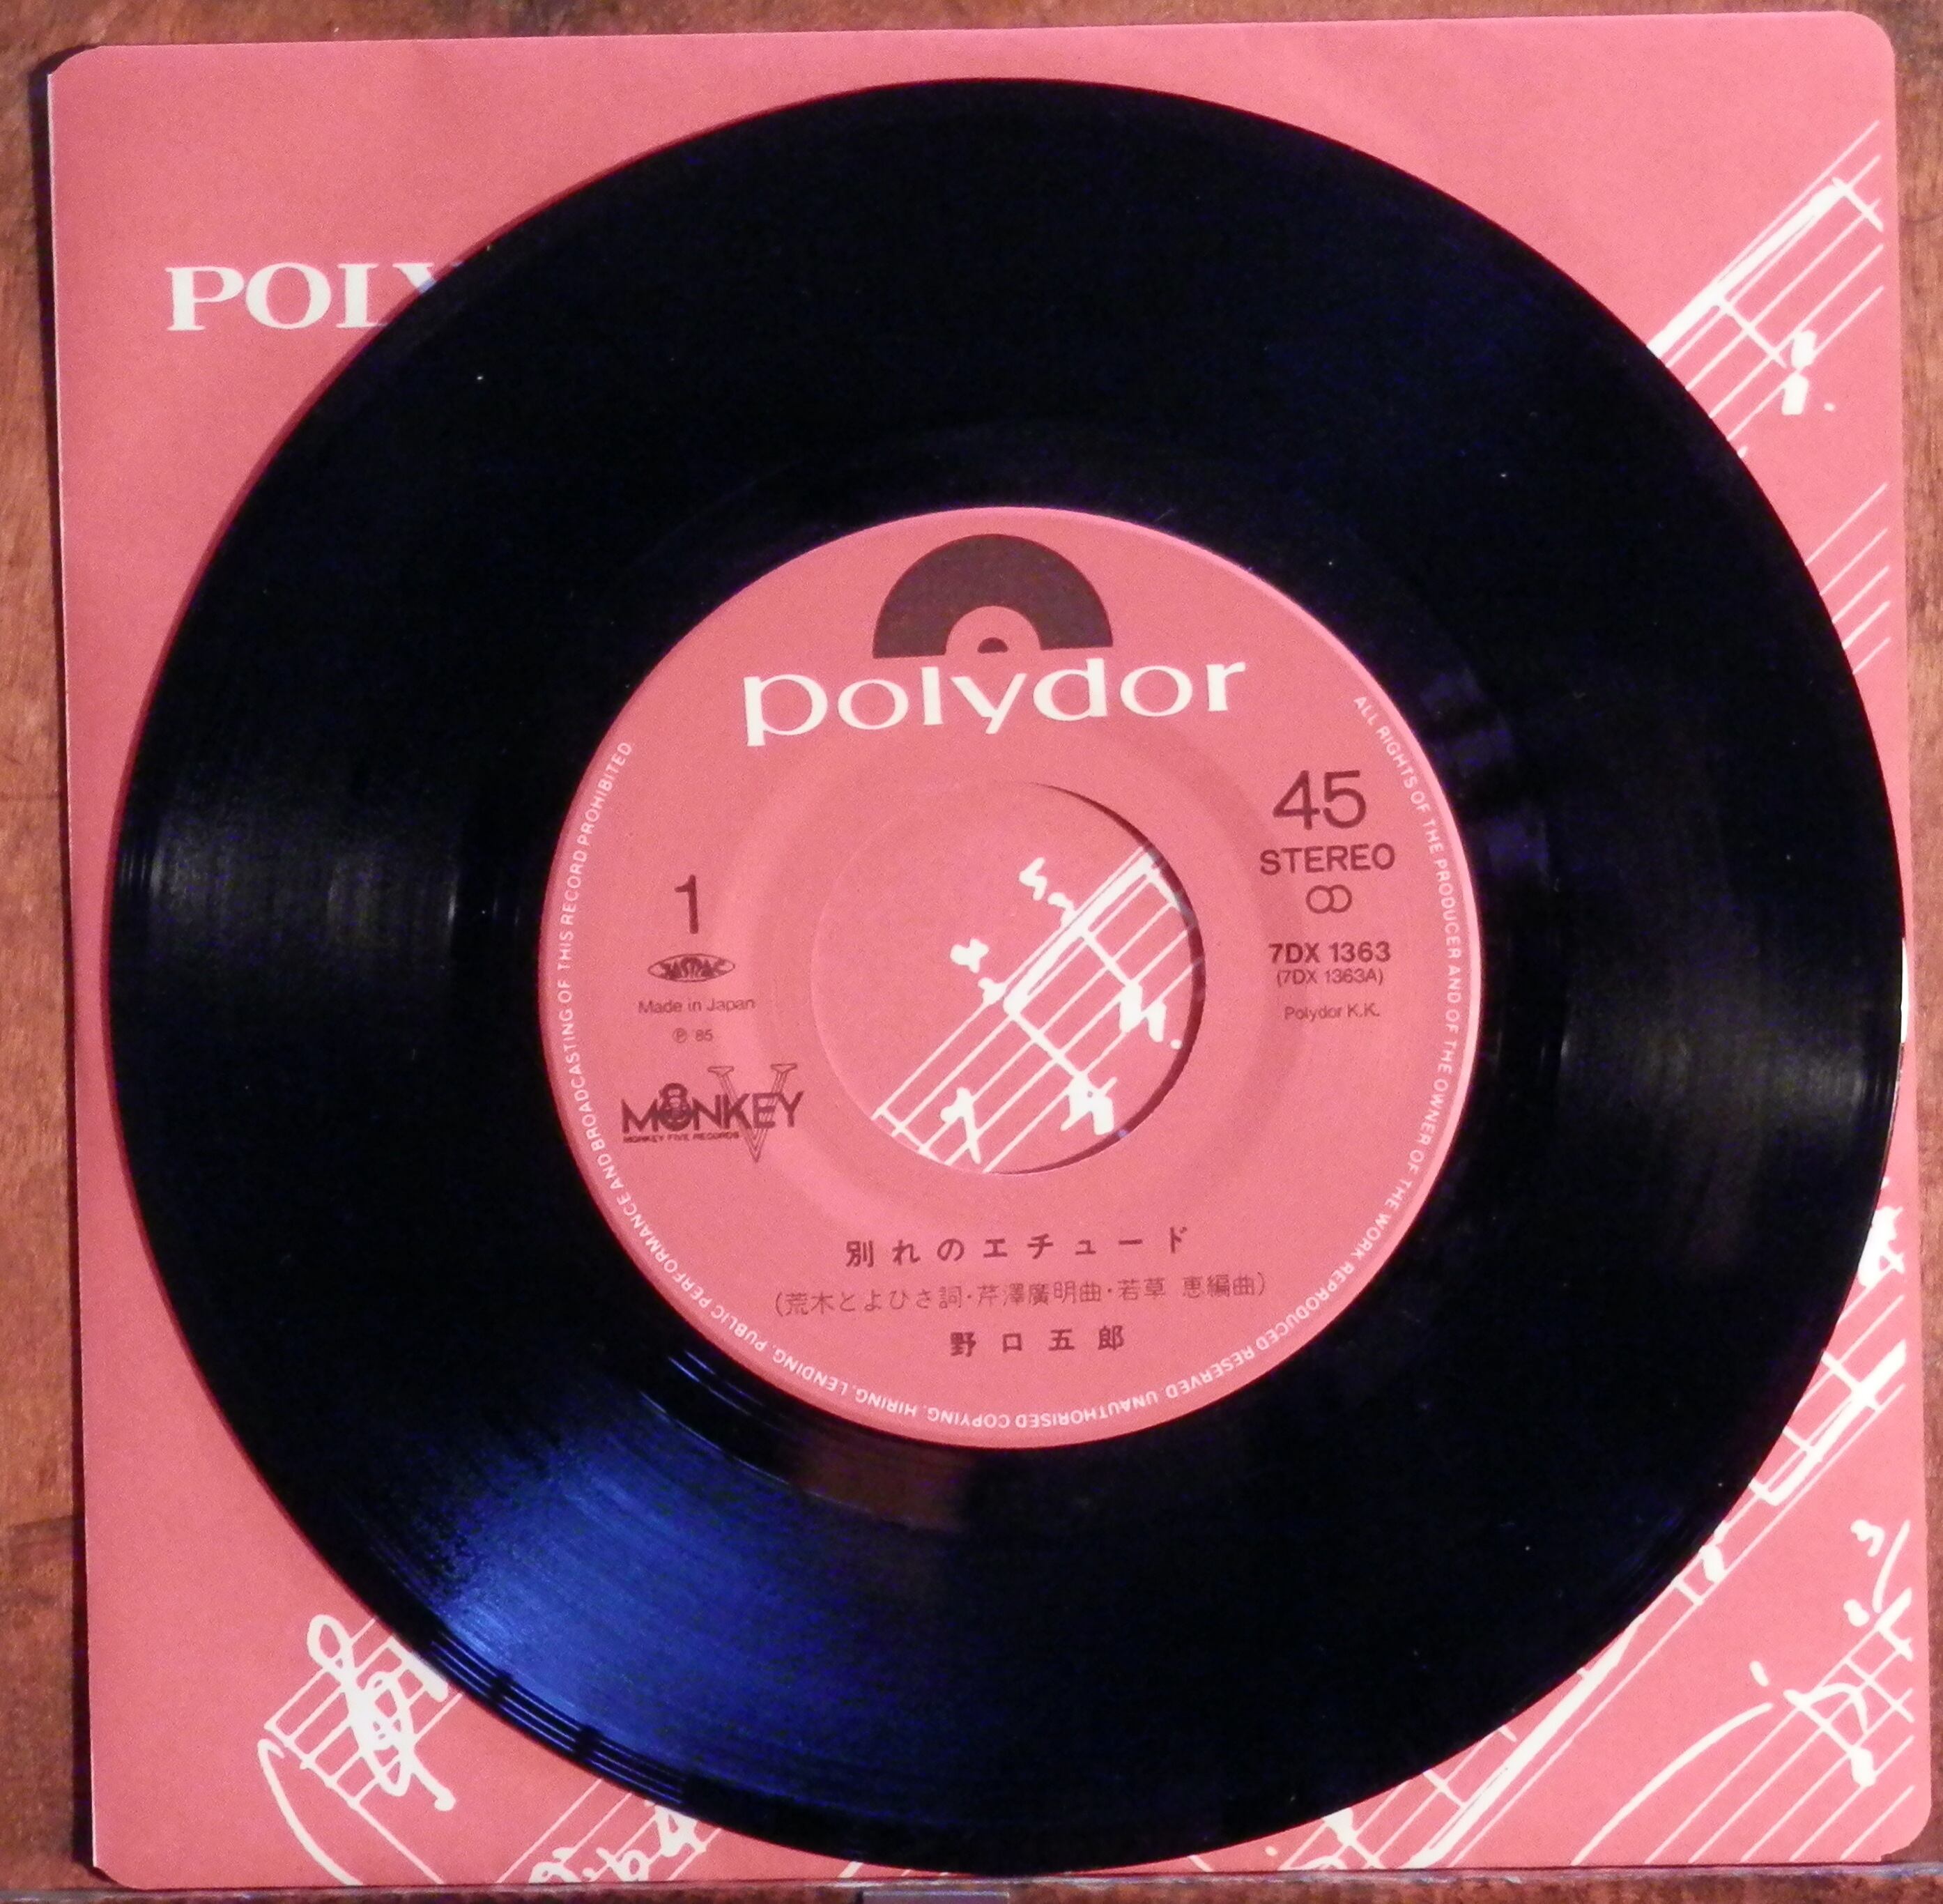 POLY
polydor
45
STEREO
7DX 1363
(7DX 1363A)
Polydor K.K.
1
JASRAC
Made in Japan
Ⓟ 85
MONKEY V
MONKEY FIVE RECORDS
別れのエチュード
(荒木とよひさ詞・芹澤廣明曲・若草 恵編曲)
野口五郎
ALL RIGHTS OF THE PRODUCER AND OF THE OWNER OF THE WORK REPRODUCED RESERVED UNAUTHORISED COPYING, HIRING, LENDING, PUBLIC PERFORMANCE AND BROADCASTING OF THIS RECORD PROHIBITED